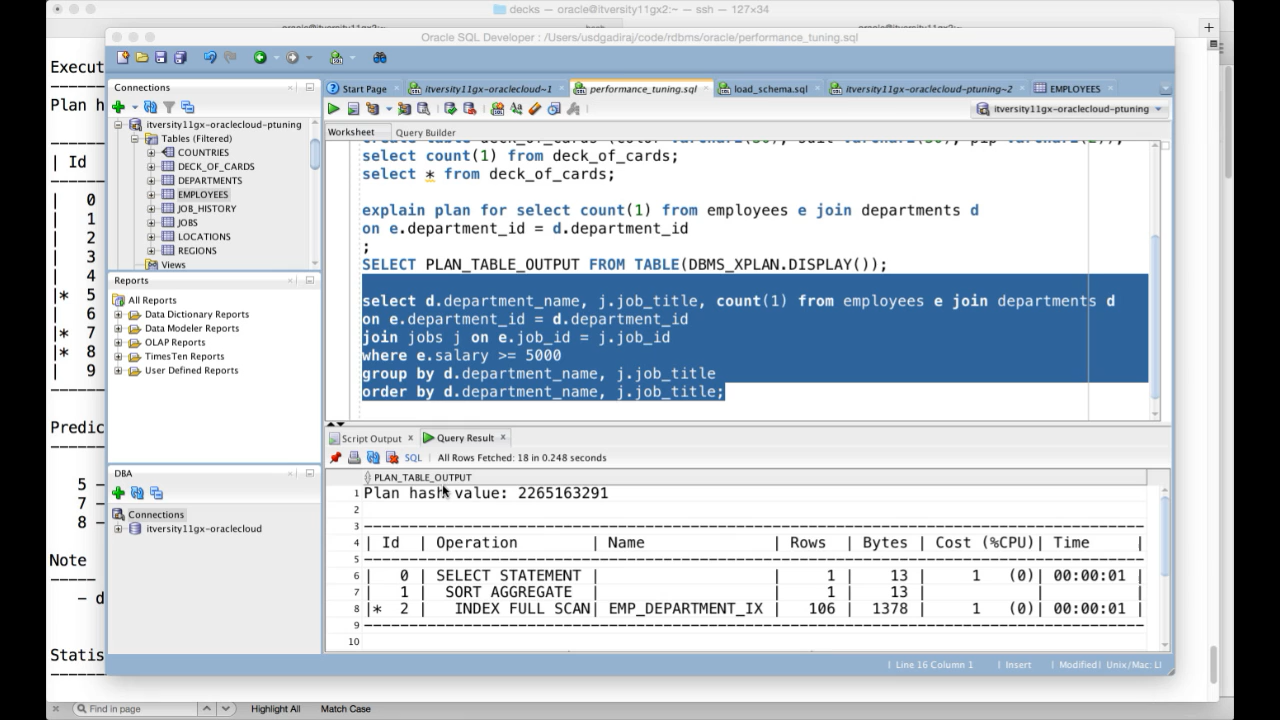 decks — oracle@itversity11gx2:~ — ssh — 127×34
oracle@itversity11gx2:~
Oracle SQL Developer : /Users/usdgadiraj/code/rdbms/oracle/performance_tuning.sql
Execut
Plan h
| Id
| 0
| 1
| 2
| 3
| 4
|* 5
| 6
|* 7
|* 8
| 9
Predic
5 –
7 –
8 –
Note
– d
Statis
Connections
itversity11gx-oraclecloud-ptuning
Tables (Filtered)
COUNTRIES
DECK_OF_CARDS
DEPARTMENTS
EMPLOYEES
JOB_HISTORY
JOBS
LOCATIONS
REGIONS
Views
Reports
All Reports
Data Dictionary Reports
Data Modeler Reports
OLAP Reports
TimesTen Reports
User Defined Reports
DBA
Connections
itversity11gx-oraclecloud
Start Page
itversity11gx-oraclecloud~1
performance_tuning.sql
load_schema.sql
itversity11gx-oraclecloud-ptuning~2
EMPLOYEES
itversity11gx-oraclecloud-ptuning
Worksheet
Query Builder
select count(1) from deck_of_cards;
select * from deck_of_cards;
explain plan for select count(1) from employees e join departments d
on e.department_id = d.department_id
;
SELECT PLAN_TABLE_OUTPUT FROM TABLE(DBMS_XPLAN.DISPLAY());
select d.department_name, j.job_title, count(1) from employees e join departments d
on e.department_id = d.department_id
join jobs j on e.job_id = j.job_id
where e.salary >= 5000
group by d.department_name, j.job_title
order by d.department_name, j.job_title;
Script Output
Query Result
SQL
All Rows Fetched: 18 in 0.248 seconds
PLAN_TABLE_OUTPUT
1 Plan hash value: 2265163291
2
3 ------------------------------------------------------------------------------------
4 | Id | Operation | Name | Rows | Bytes | Cost (%CPU)| Time |
5 ------------------------------------------------------------------------------------
6 | 0 | SELECT STATEMENT | | 1 | 13 | 1 (0)| 00:00:01 |
7 | 1 | SORT AGGREGATE | | 1 | 13 | | |
8 |* 2 | INDEX FULL SCAN| EMP_DEPARTMENT_IX | 106 | 1378 | 1 (0)| 00:00:01 |
9 ------------------------------------------------------------------------------------
10
Line 16 Column 1
Insert
Modified
Unix/Mac: LI
Find in page
Highlight All
Match Case